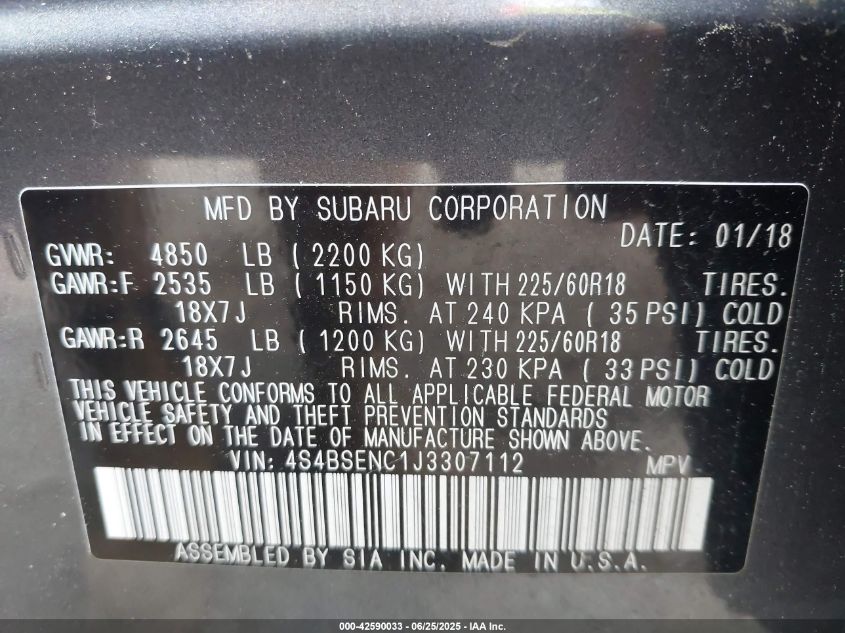 MFD BY SUBARU CORPORATION
DATE: 01/18
GVWR: 4850 LB ( 2200 KG)
GAWR:F 2535 LB ( 1150 KG) WITH 225/60R18 TIRES.
18X7J RIMS. AT 240 KPA ( 35 PSI) COLD
GAWR:R 2645 LB ( 1200 KG) WITH 225/60R18 TIRES.
18X7J RIMS. AT 230 KPA ( 33 PSI) COLD
THIS VEHICLE CONFORMS TO ALL APPLICABLE FEDERAL MOTOR
VEHICLE SAFETY AND THEFT PREVENTION STANDARDS
IN EFFECT ON THE DATE OF MANUFACTURE SHOWN ABOVE.
VIN: 4S4BSENC1J3307112 MPV
ASSEMBLED BY SIA INC. MADE IN U.S.A.
000-42590033 - 06/25/2025 - IAA Inc.